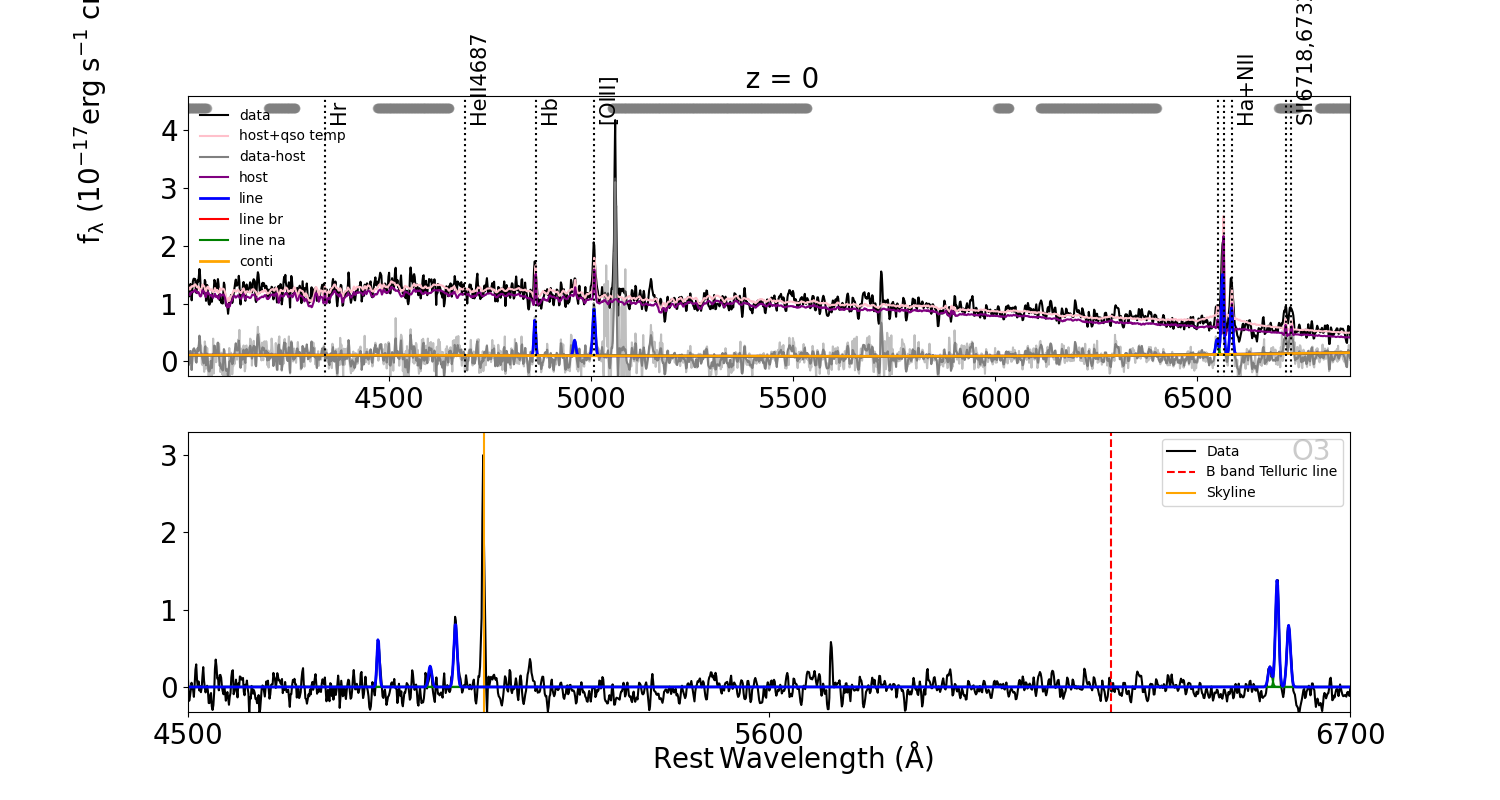 z = 0
f_λ (10^−17 erg s^−1
Hr
HeII4687
Hb
[OIII]
Ha+NII
SII6718,673
data
host+qso temp
data-host
host
line
line br
line na
conti
4
3
2
1
0
4500 5000 5500 6000 6500
O3
Data
B band Telluric line
Skyline
3
2
1
0
4500 5600 6700
Rest Wavelength (Å)